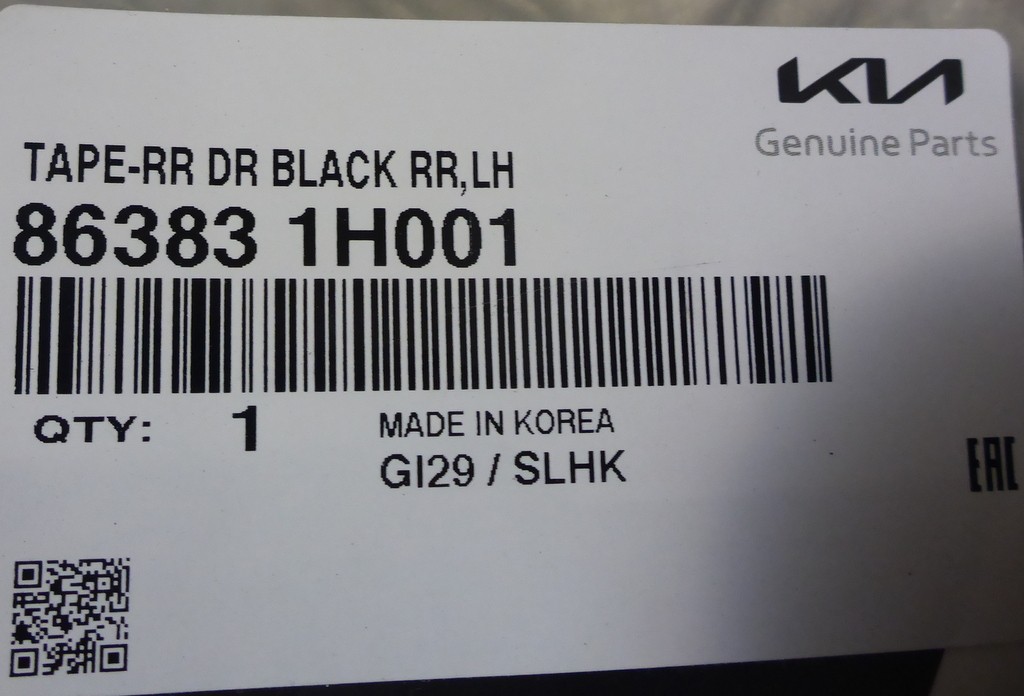 KIA
Genuine Parts
TAPE-RR DR BLACK RR,LH
86383 1H001
QTY: 1
MADE IN KOREA
GI29 / SLHK
EAC